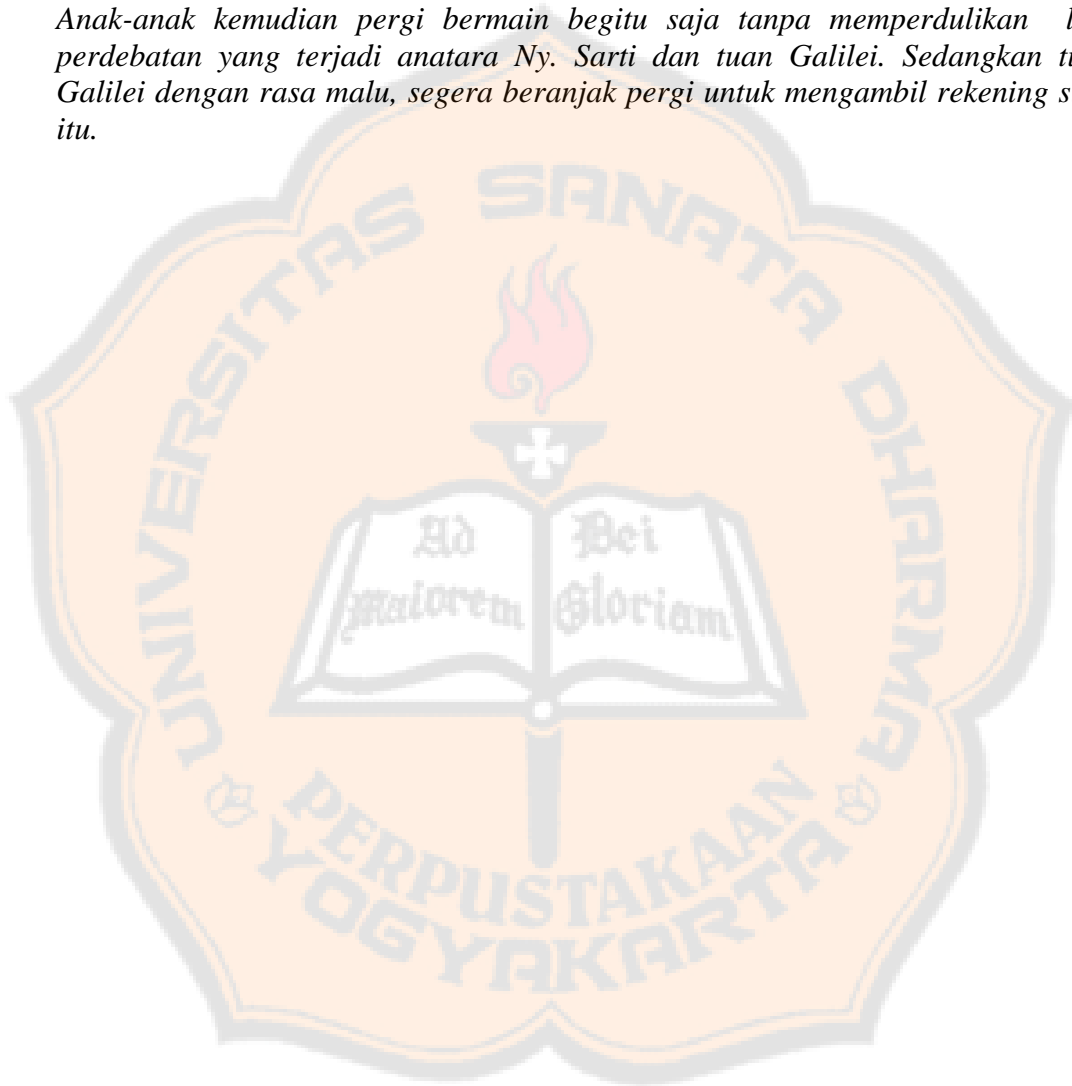 Anak-anak kemudian pergi bermain begitu saja tanpa memperdulikan
perdebatan yang terjadi anatara Ny. Sarti dan tuan Galilei. Sedangkan
Galilei dengan rasa malu, segera beranjak pergi untuk mengambil rekening
itu.
UNIVERSITAS SANATA DHARMA
Ad Dei
maiorem Gloriam
PERPUSTAKAAN
YOGYAKARTA